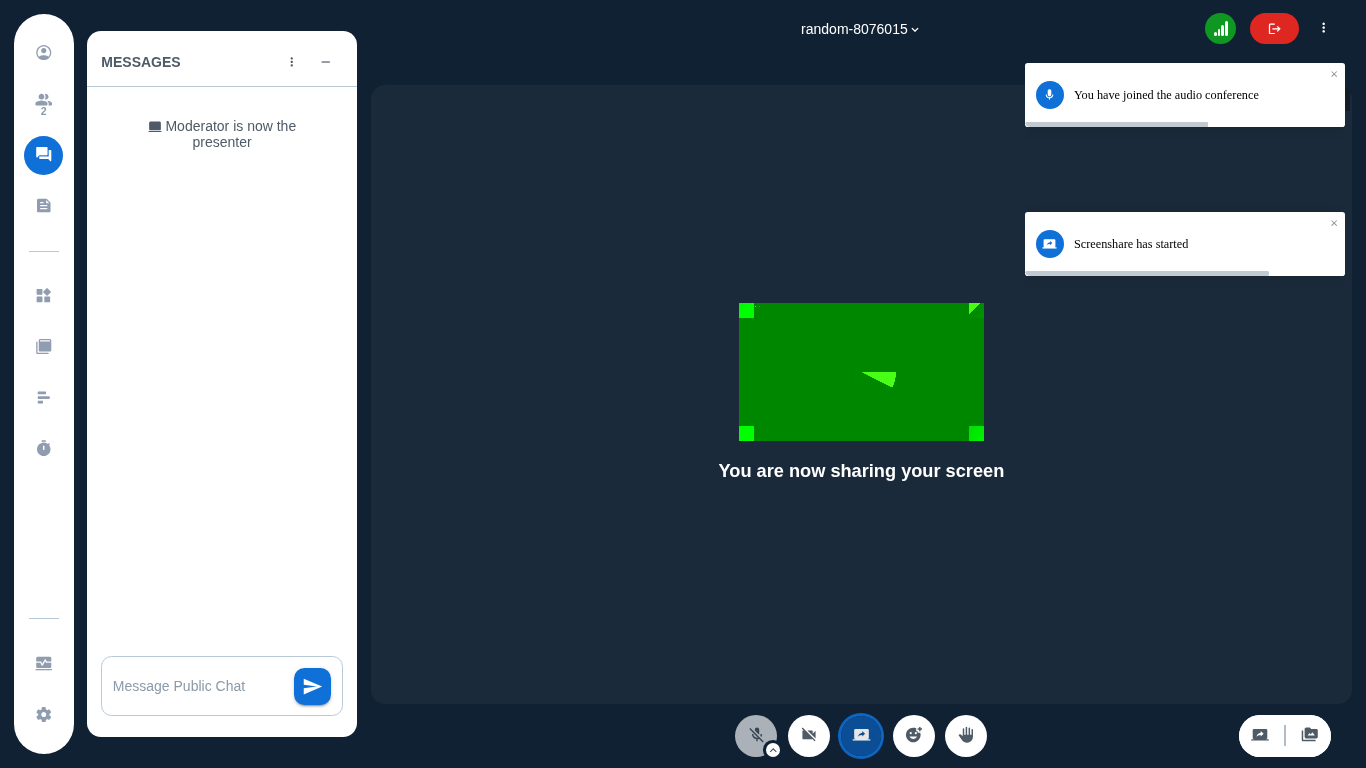 random-8076015
MESSAGES
You have joined the audio conference
2
Moderator is now the
presenter
Screenshare has started
You are now sharing your screen
Message Public Chat